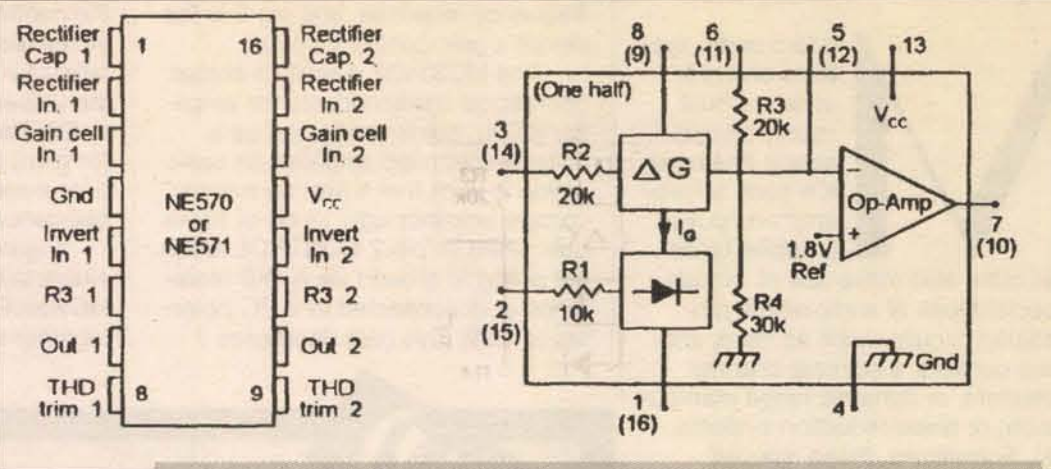 Rectifier
Cap 1
Rectifier
In. 1
Gain cell
In. 1
Gnd
Invert
In 1
R3 1
Out 1
THD
trim 1
1
16
NE570
or
NE571
8
9
Rectifier
Cap. 2
Rectifier
In. 2
Gain cell
In. 2
Vcc
Invert
In 2
R3 2
Out 2
THD
trim 2
8
(9)
6
(11)
5
(12)
13
(One half)
Vcc
R3
20k
3
(14)
R2
20k
ΔG
IG
−
Op-Amp
+
1.8V
Ref
7
(10)
2
(15)
R1
10k
R4
30k
Gnd
1
(16)
4